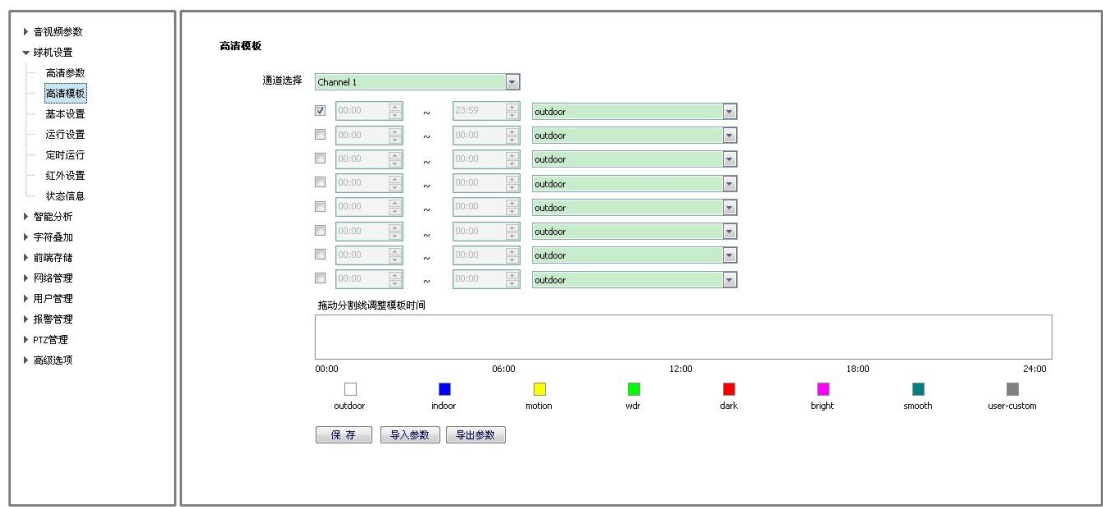 音视频参数
球机设置
高清参数
高清模板
基本设置
运行设置
定时运行
红外设置
状态信息
智能分析
字符叠加
前端存储
网络管理
用户管理
报警管理
PTZ管理
高级选项
高清模板
通道选择 Channel 1
00:00 ~ 23:59 outdoor
00:00 ~ 00:00 outdoor
00:00 ~ 00:00 outdoor
00:00 ~ 00:00 outdoor
00:00 ~ 00:00 outdoor
00:00 ~ 00:00 outdoor
00:00 ~ 00:00 outdoor
00:00 ~ 00:00 outdoor
拖动分割线调整模板时间
00:00 06:00 12:00 18:00 24:00
outdoor indoor motion wdr dark bright smooth user-custom
保 存 导入参数 导出参数